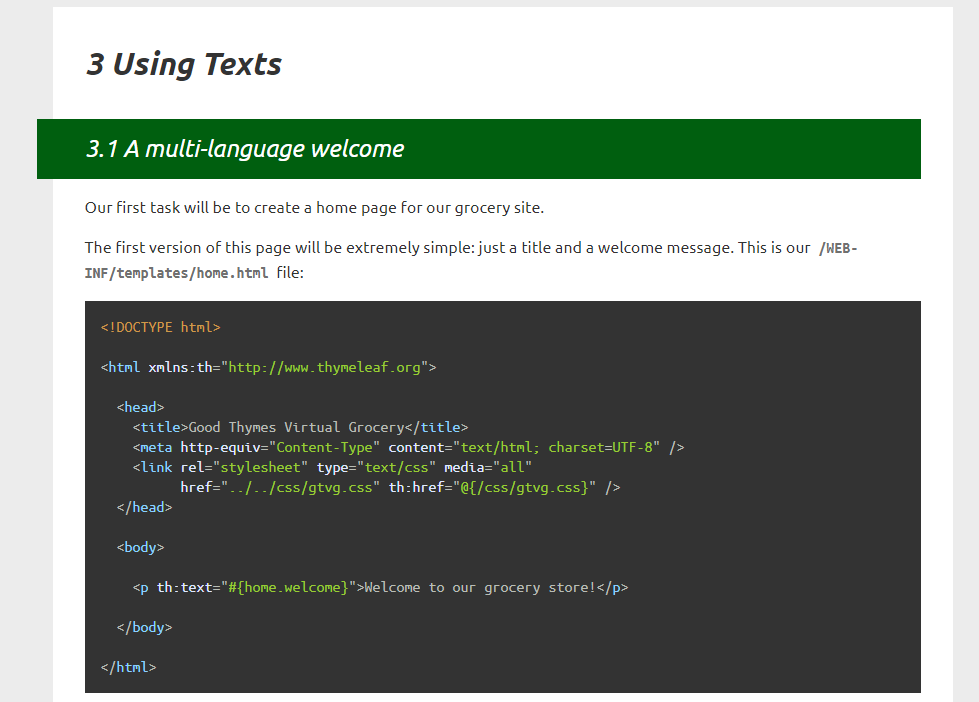 3 Using Texts
3.1 A multi-language welcome
Our first task will be to create a home page for our grocery site.
The first version of this page will be extremely simple: just a title and a welcome message. This is our /WEB-
INF/templates/home.html file:
<!DOCTYPE html>
<html xmlns:th="http://www.thymeleaf.org">
<head>
<title>Good Thymes Virtual Grocery</title>
<meta http-equiv="Content-Type" content="text/html; charset=UTF-8" />
<link rel="stylesheet" type="text/css" media="all"
href="../../css/gtvg.css" th:href="@{/css/gtvg.css}" />
</head>
<body>
<p th:text="#{home.welcome}">Welcome to our grocery store!</p>
</body>
</html>